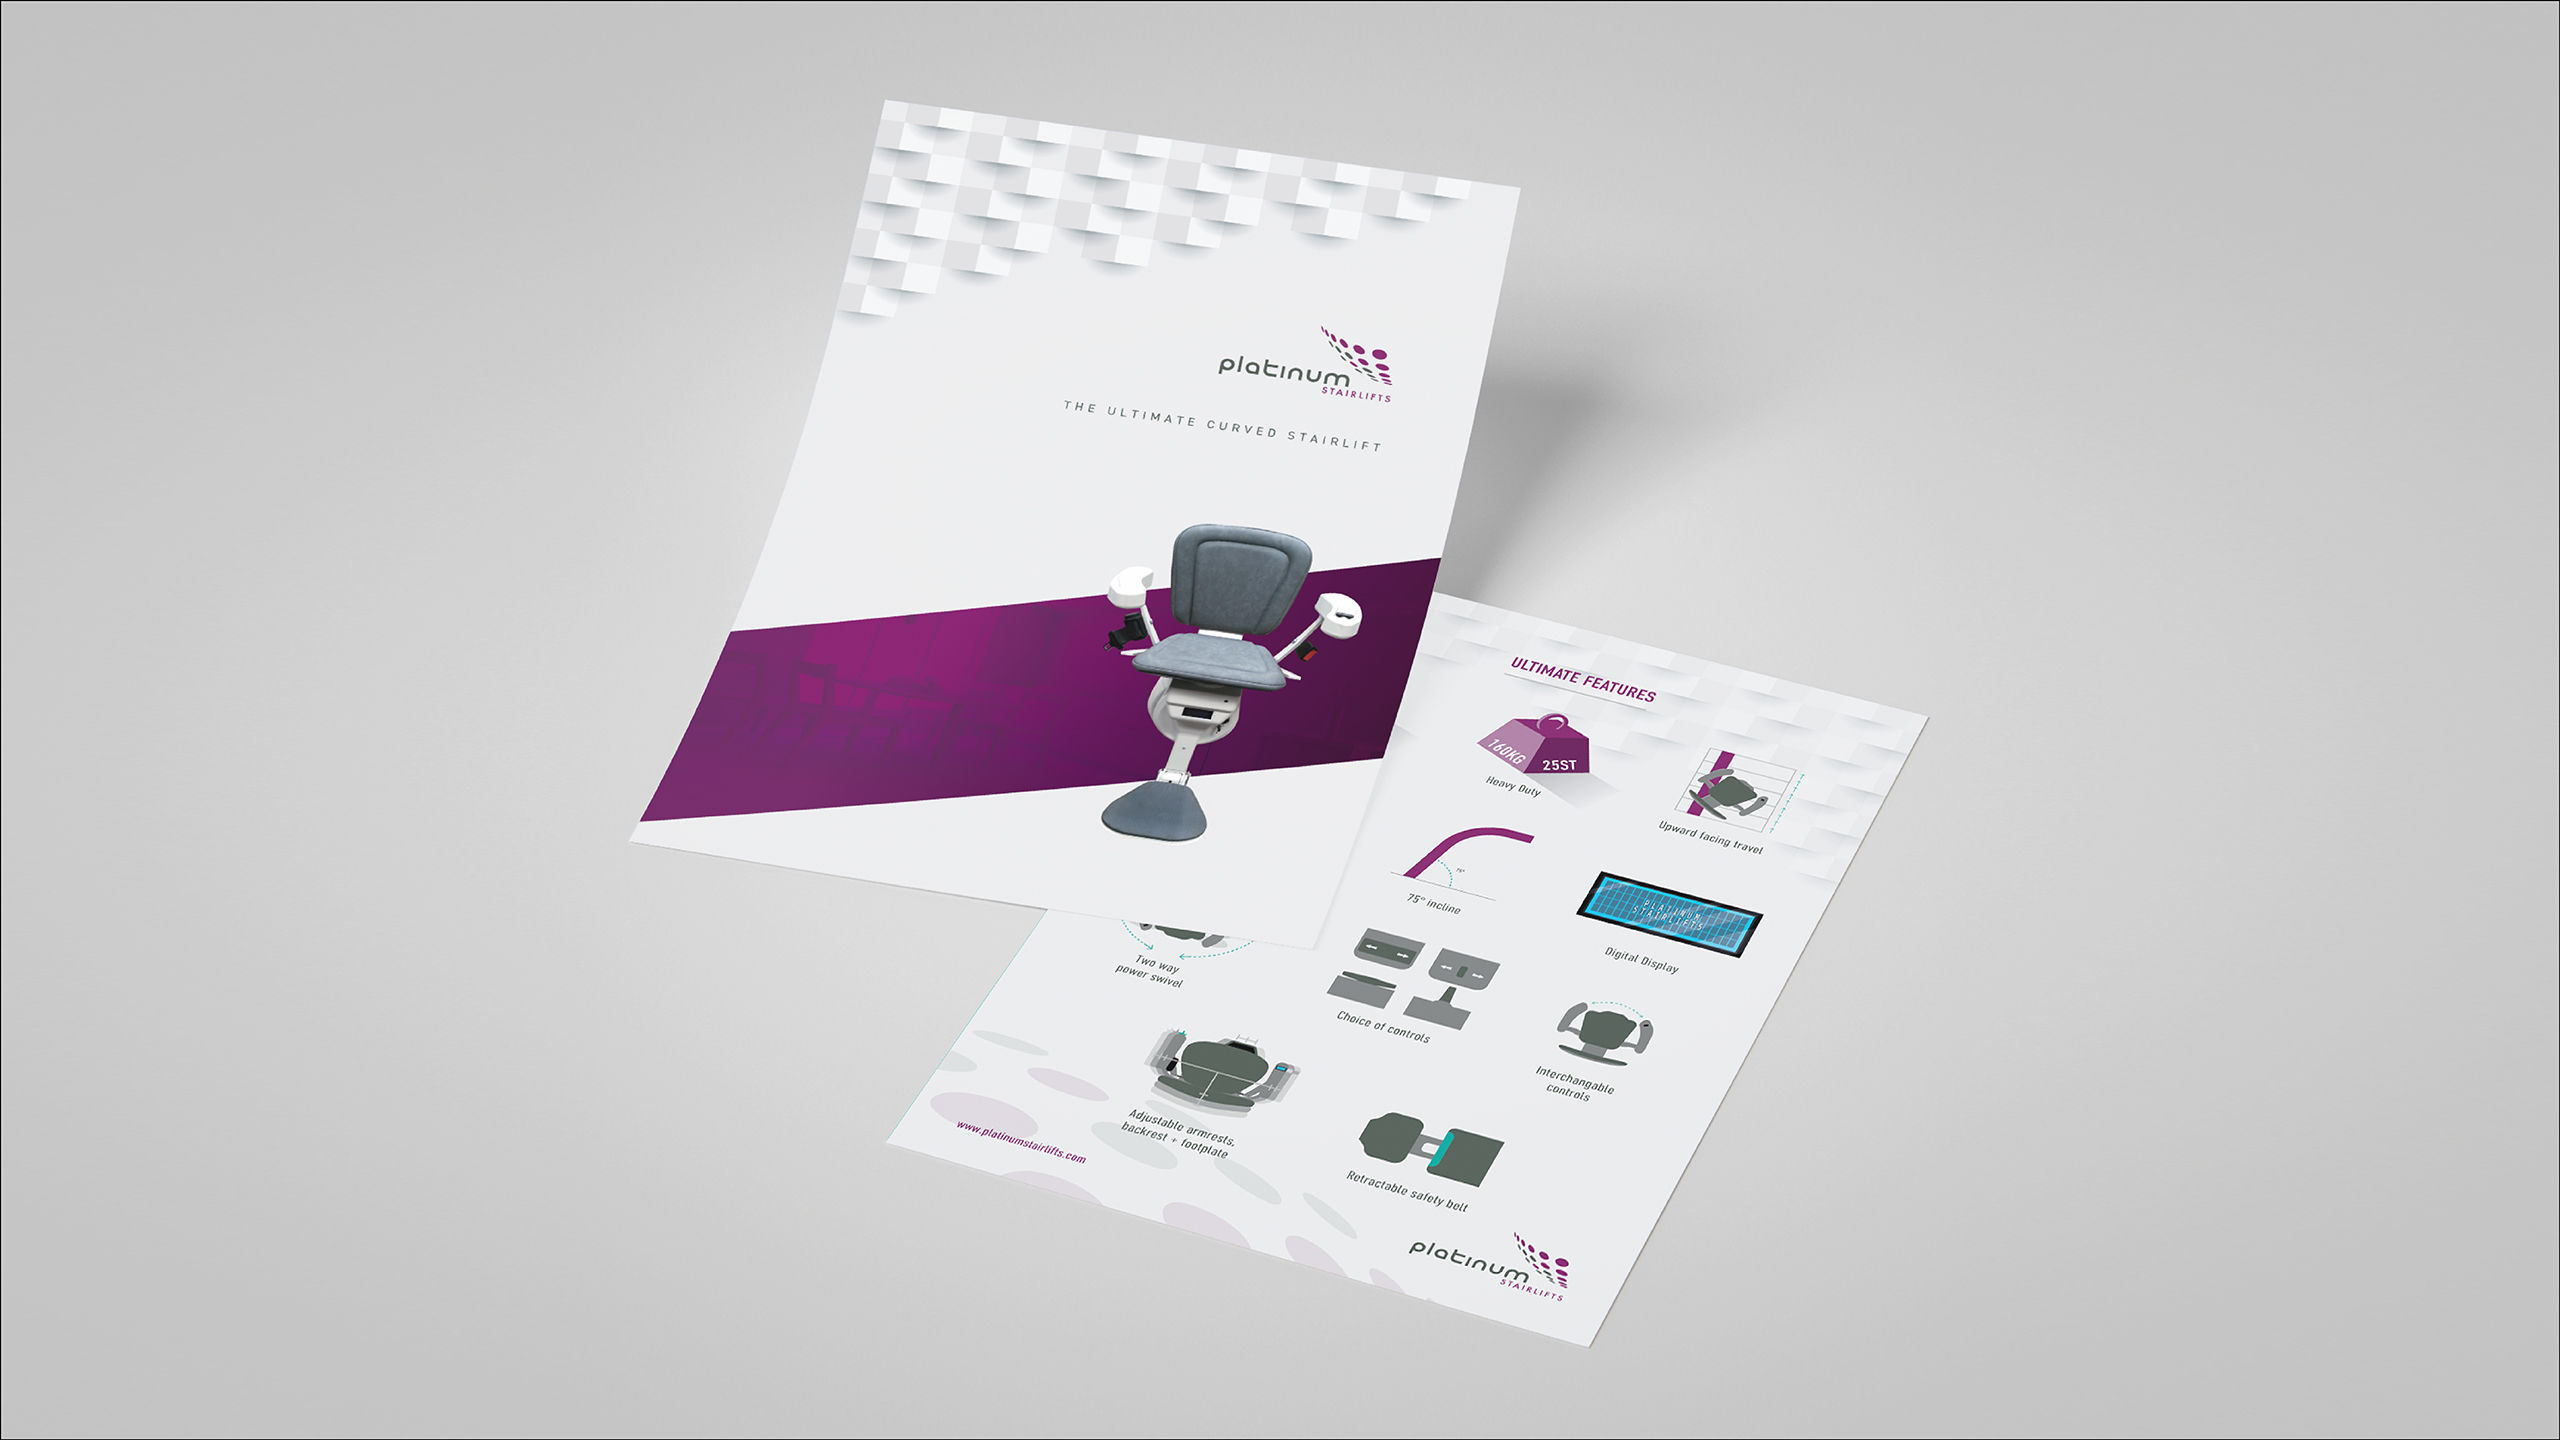 platinum
STAIRLIFTS
THE ULTIMATE CURVED STAIRLIFT
ULTIMATE FEATURES
160KG
25ST
Heavy Duty
Upward facing travel
75°
75° incline
PLATINUM
STAIRLIFTS
Digital Display
Two way
power swivel
Choice of controls
Interchangable
controls
Adjustable armrests,
backrest + footplate
Retractable safety belt
www.platinumstairlifts.com
platinum
STAIRLIFTS